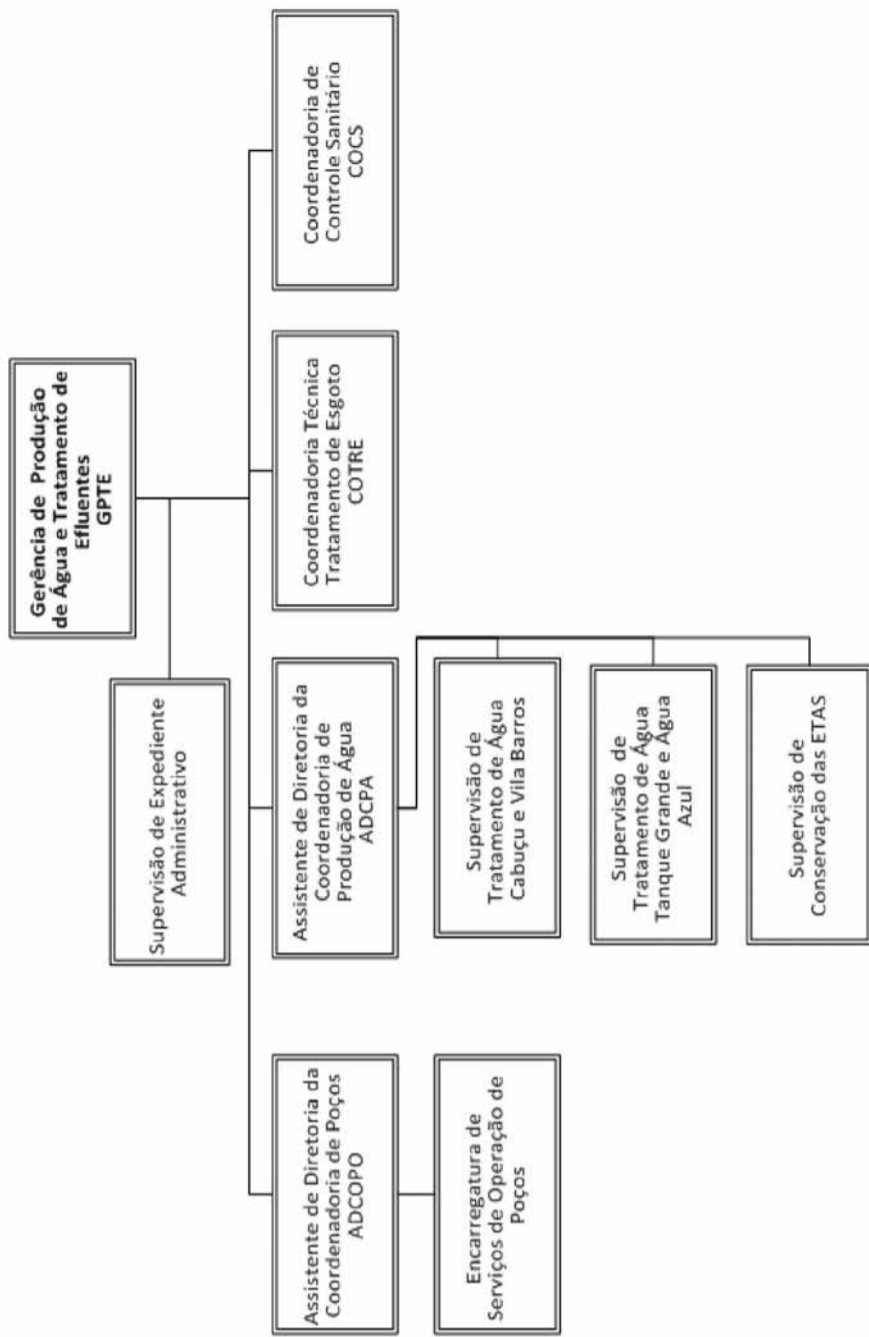 Gerência de Produção
de Água e Tratamento de
Efluentes
GPTE
Supervisão de Expediente
Administrativo
Assistente de Diretoria da
Coordenadoria de Poços
ADCOPO
Assistente de Diretoria da
Coordenadoria de
Produção de Água
ADCPA
Coordenadoria Técnica
Tratamento de Esgoto
COTRE
Coordenadoria de
Controle Sanitário
COCS
Encarregatura de
Serviços de Operação de
Poços
Supervisão de
Tratamento de Água
Cabuçu e Vila Barros
Supervisão de
Tratamento de Água
Tanque Grande e Água
Azul
Supervisão de
Conservação das ETAS